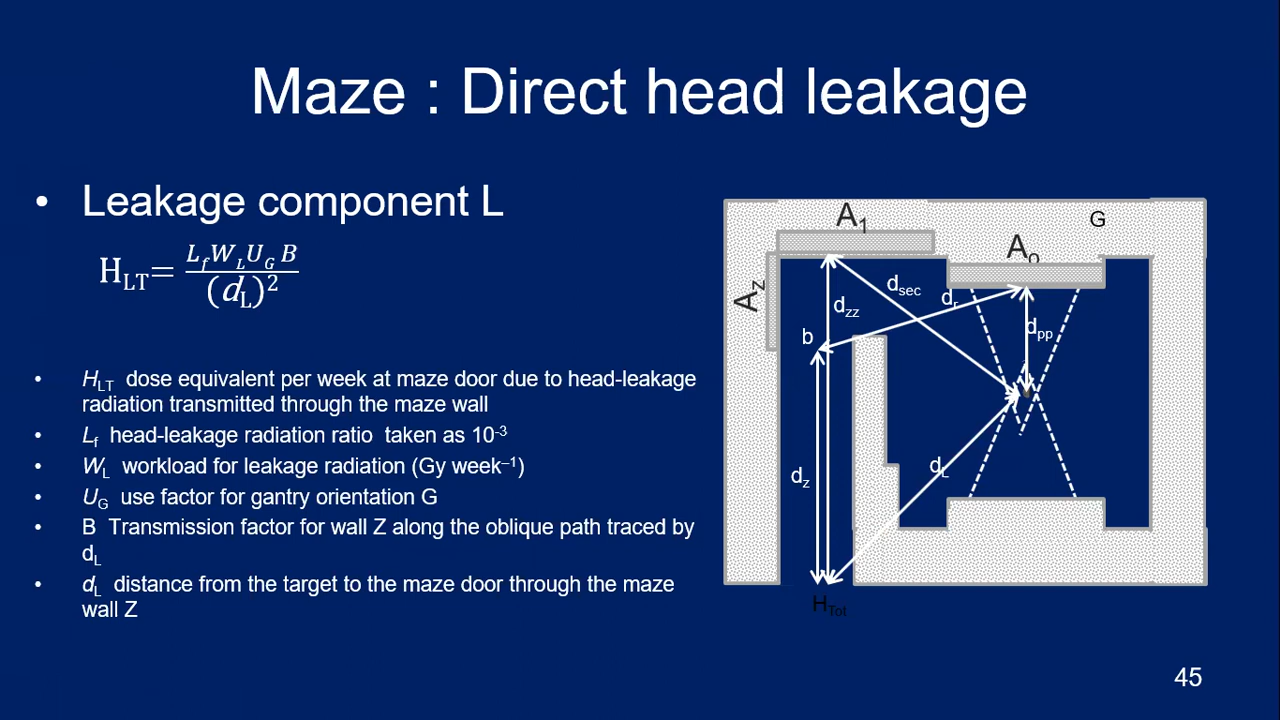 Maze : Direct head leakage
• Leakage component L
H_LT= L_f W_L U_G B / (d_L)²
• H_LT dose equivalent per week at maze door due to head-leakage
radiation transmitted through the maze wall
• L_f head-leakage radiation ratio taken as 10⁻³
• W_L workload for leakage radiation (Gy week⁻¹)
• U_G use factor for gantry orientation G
• B Transmission factor for wall Z along the oblique path traced by
d_L
• d_L distance from the target to the maze door through the maze
wall Z
A₁
G
A₀
A_z
d_sec
d_zz
d_r
b
d_pp
d_L
d_z
H_Tot
45